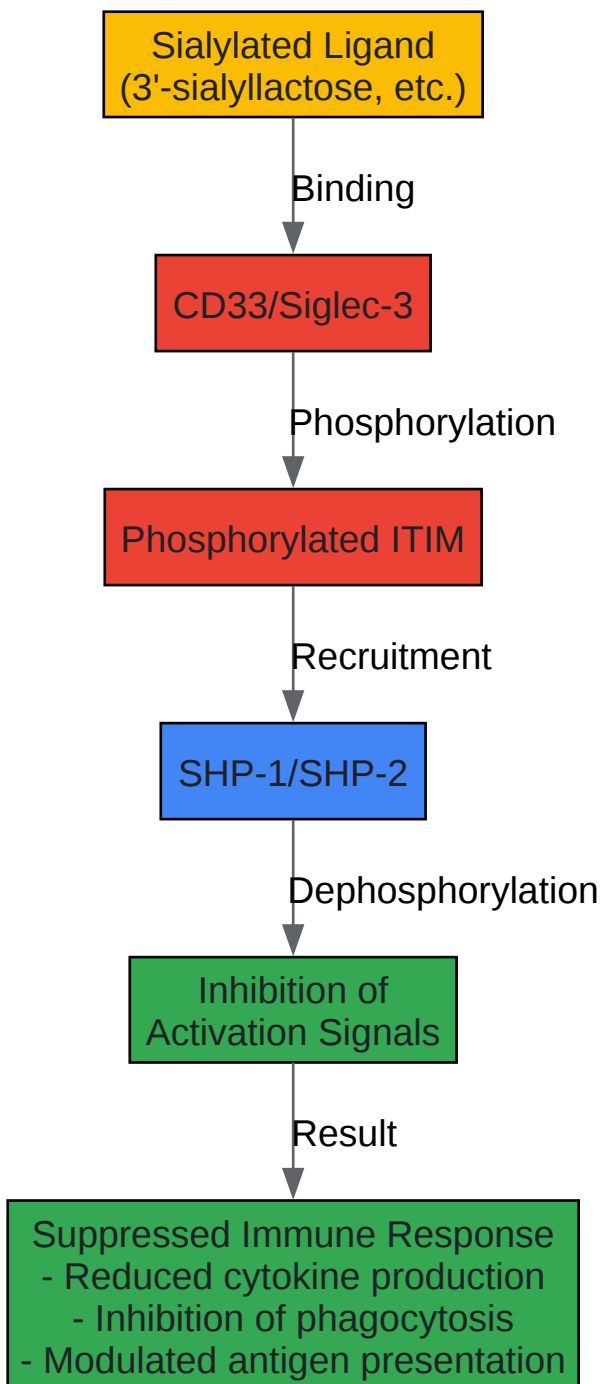 Sialylated Ligand
(3'-sialyllactose, etc.)
Binding
CD33/Siglec-3
Phosphorylation
Phosphorylated ITIM
Recruitment
SHP-1/SHP-2
Dephosphorylation
Inhibition of
Activation Signals
Result
Suppressed Immune Response
- Reduced cytokine production
- Inhibition of phagocytosis
- Modulated antigen presentation